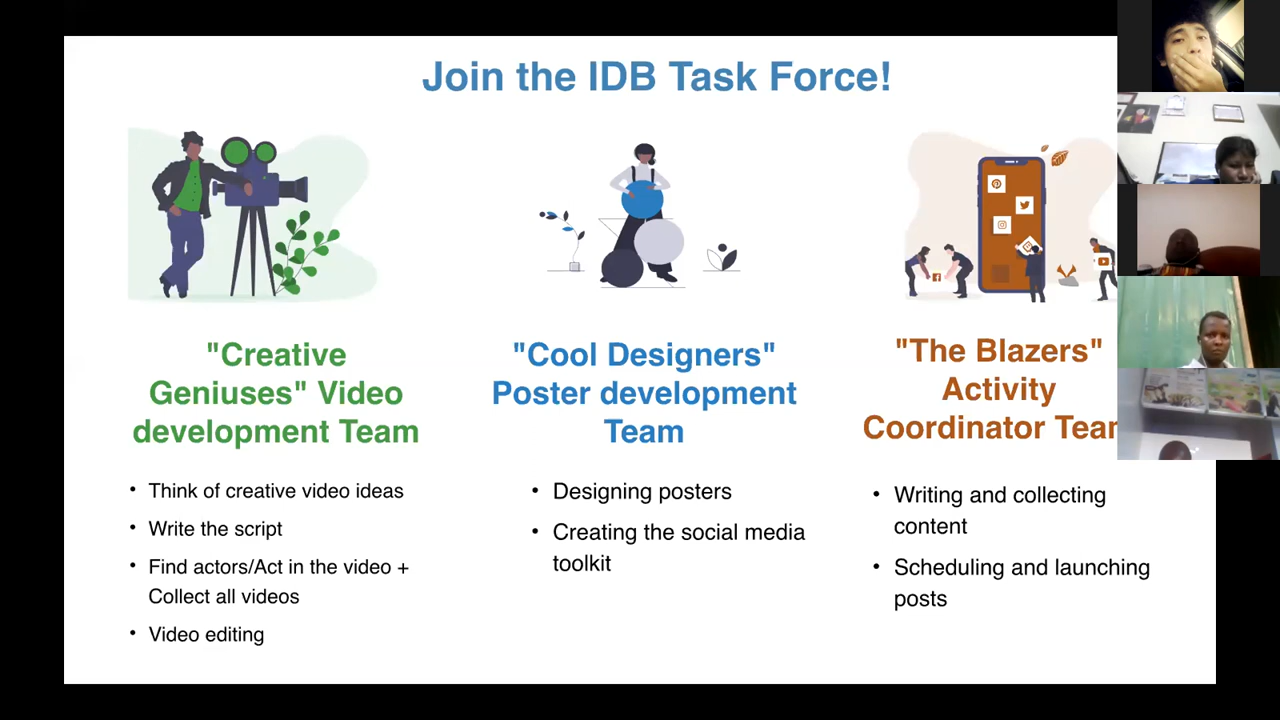 Join the IDB Task Force!
"Creative
Geniuses" Video
development Team
• Think of creative video ideas
• Write the script
• Find actors/Act in the video +
Collect all videos
• Video editing
"Cool Designers"
Poster development
Team
• Designing posters
• Creating the social media
toolkit
"The Blazers"
Activity
Coordinator Tear
• Writing and collecting
content
• Scheduling and launching
posts